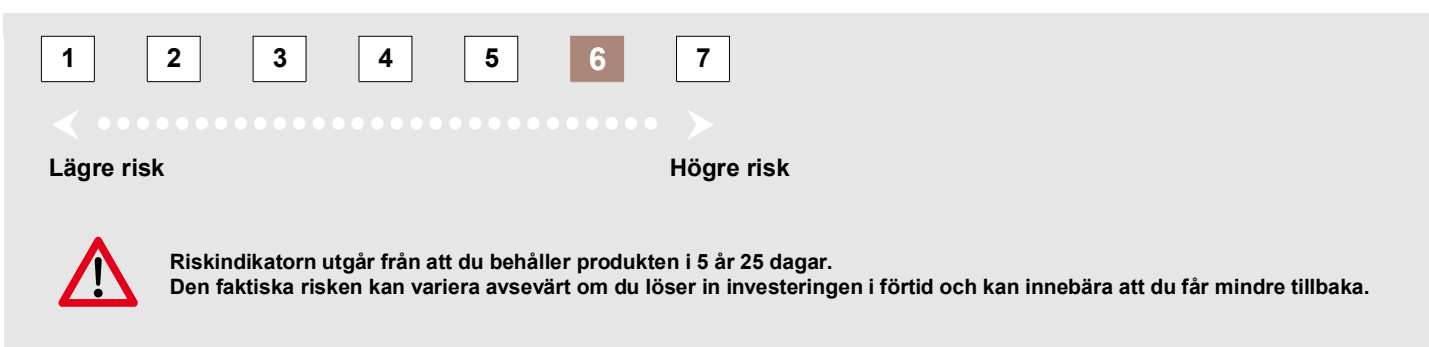 1 2 3 4 5 6 7
Lägre risk Högre risk
Riskindikatorn utgår från att du behåller produkten i 5 år 25 dagar.
Den faktiska risken kan variera avsevärt om du löser in investeringen i förtid och kan innebära att du får mindre tillbaka.